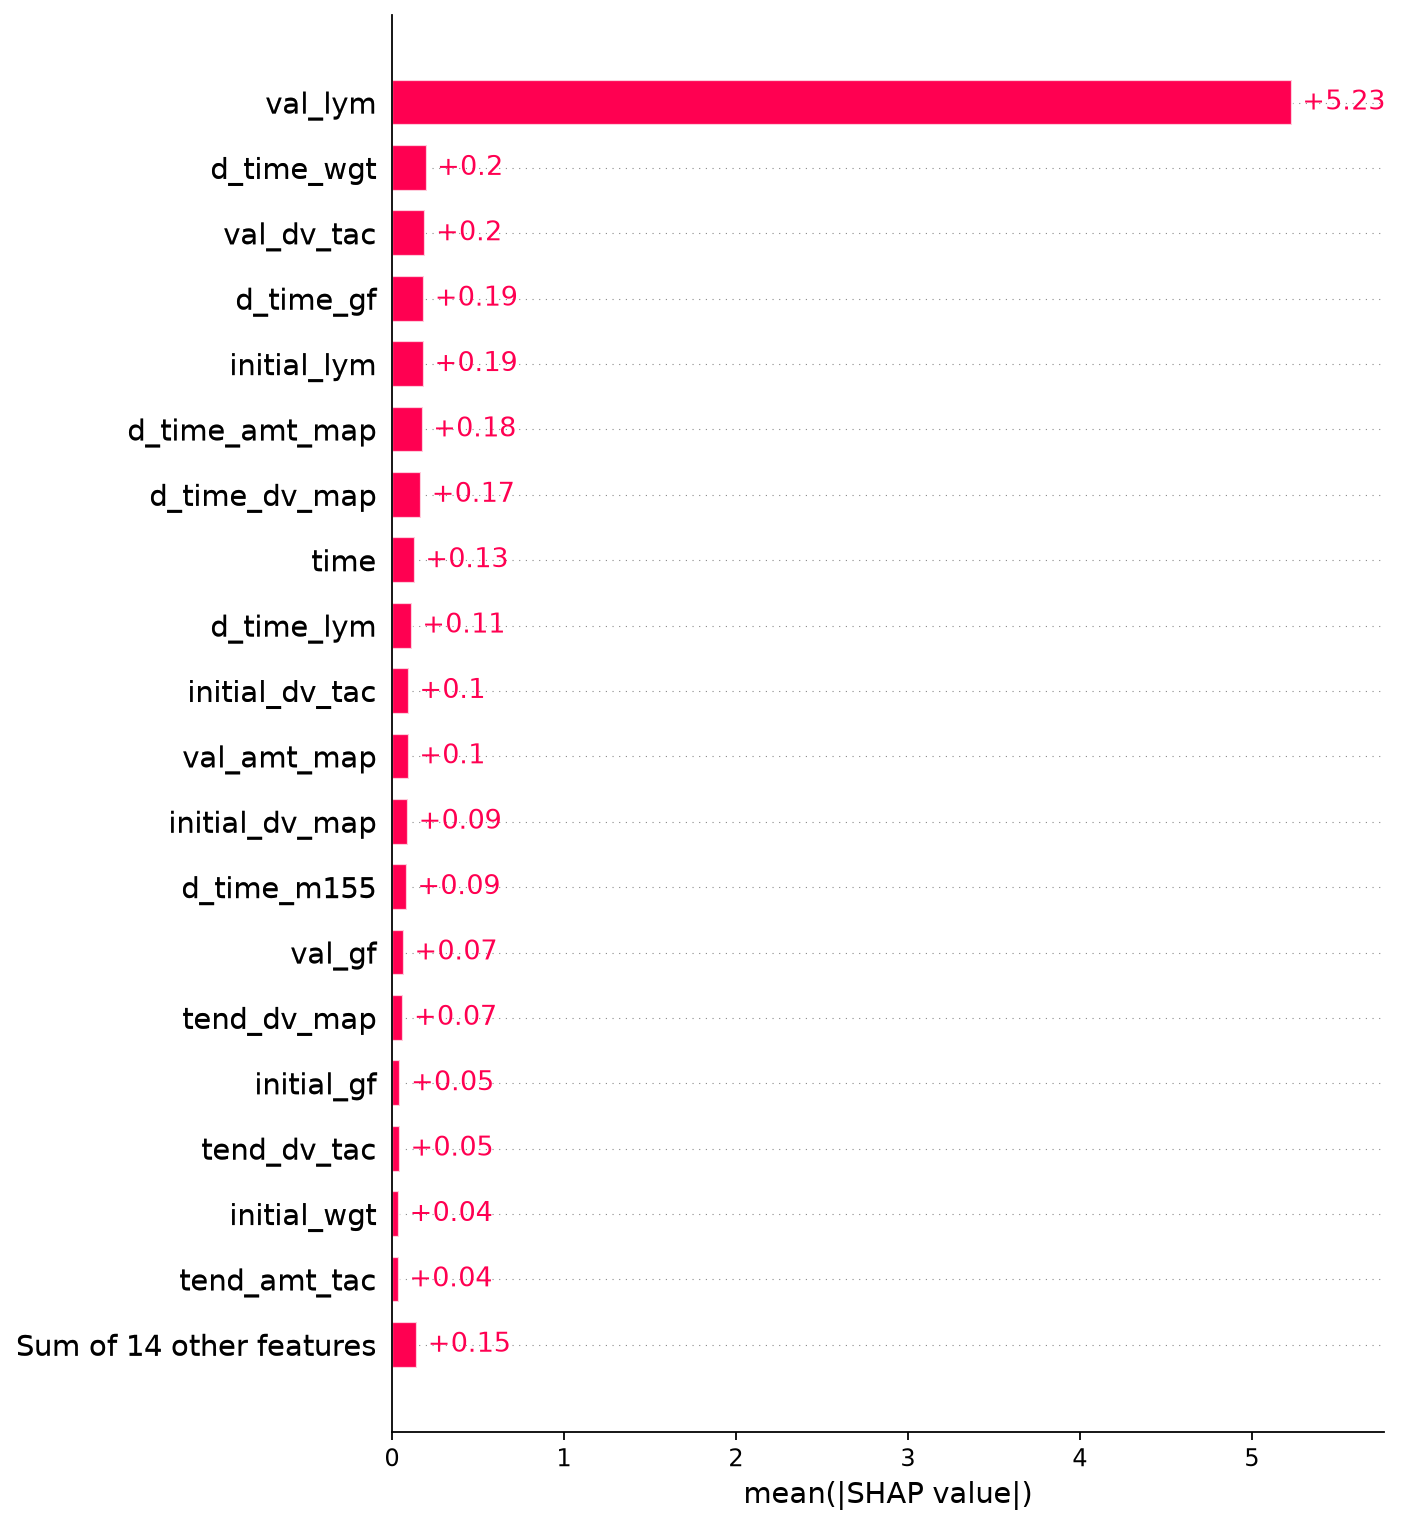 val_lym +5.23
d_time_wgt +0.2
val_dv_tac +0.2
d_time_gf +0.19
initial_lym +0.19
d_time_amt_map +0.18
d_time_dv_map +0.17
time +0.13
d_time_lym +0.11
initial_dv_tac +0.1
val_amt_map +0.1
initial_dv_map +0.09
d_time_m155 +0.09
val_gf +0.07
tend_dv_map +0.07
initial_gf +0.05
tend_dv_tac +0.05
initial_wgt +0.04
tend_amt_tac +0.04
Sum of 14 other features +0.15
0 1 2 3 4 5
mean(|SHAP value|)